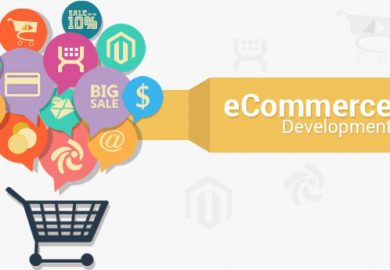 SALE
10%
BIG
SALE
$
@
eCommerce
Development